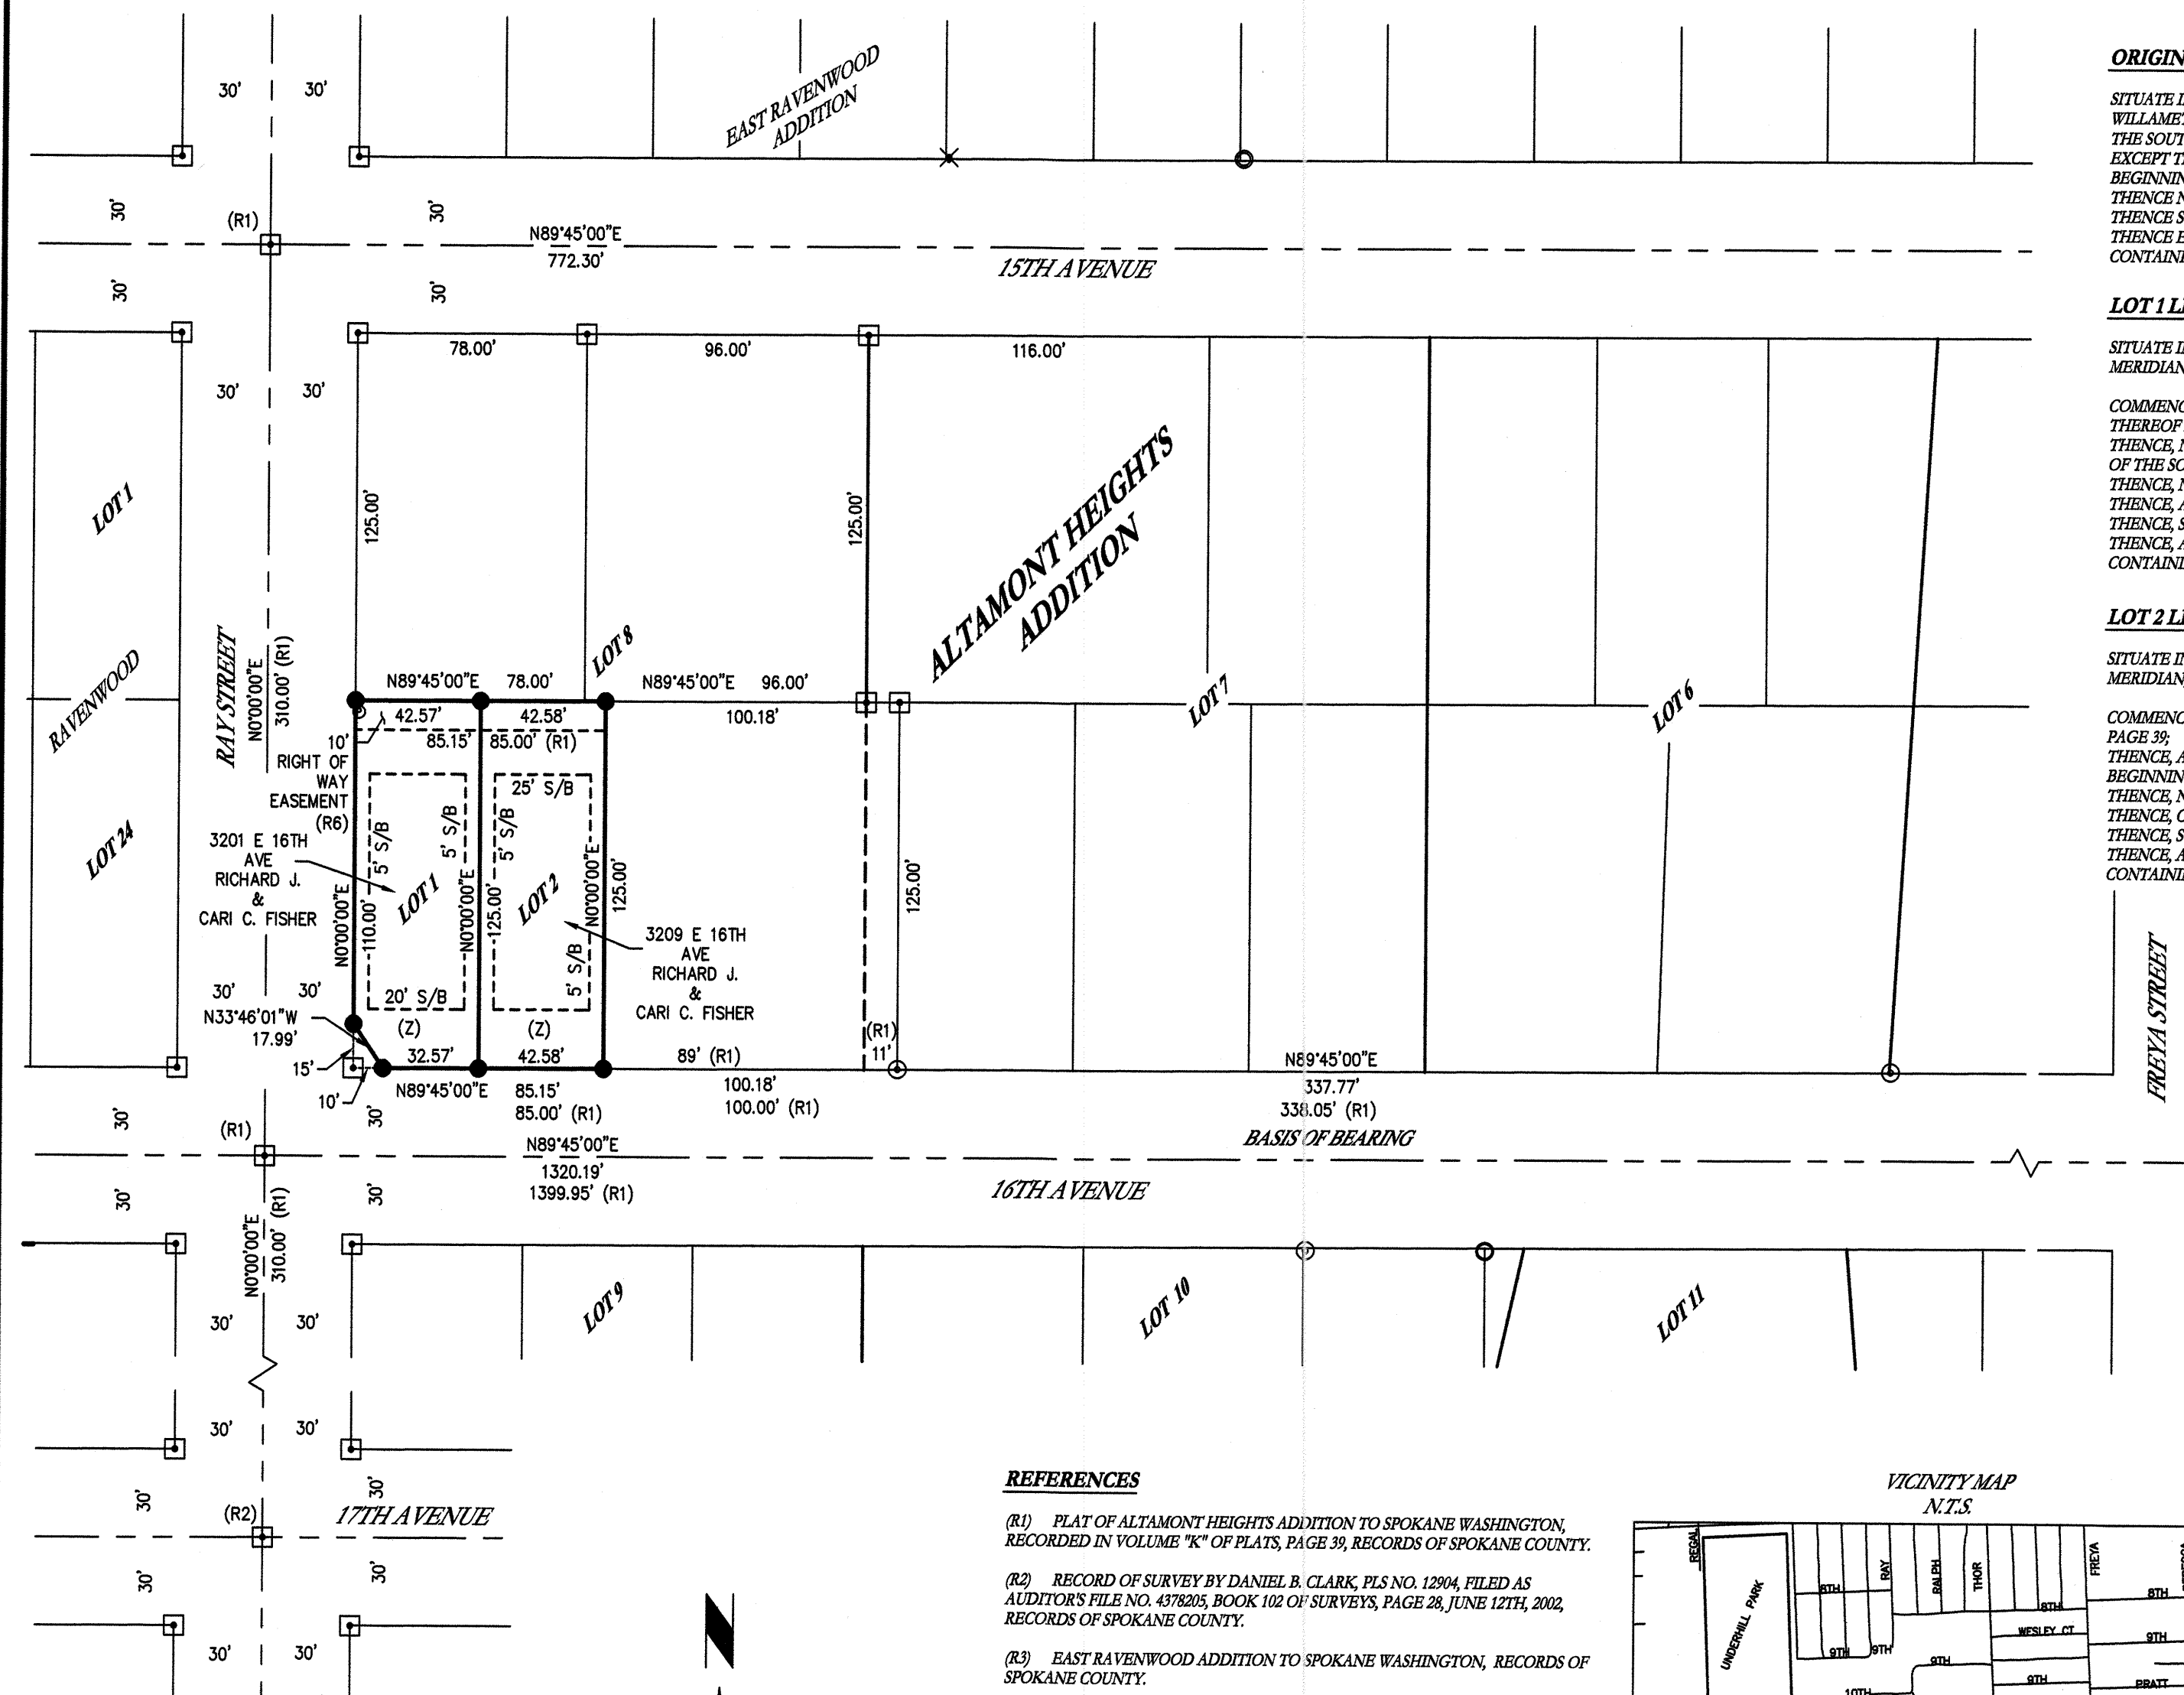 30'
30'
EAST RAVENWOOD
ADDITION
30'
(R1)
30'
N89°45'00"E
772.30'
15TH AVENUE
30'
30'
78.00'
96.00'
116.00'
30'
30'
LOT 1
125.00'
125.00'
ALTAMONT HEIGHTS
ADDITION
RAVENWOOD
LOT 24
RAY STREET
N0°00'00"E
310.00' (R1)
LOT 8
N89°45'00"E
78.00'
N89°45'00"E
96.00'
42.57'
42.58'
100.18'
85.15'
85.00' (R1)
LOT 7
LOT 6
10'
RIGHT OF
WAY
EASEMENT
(R6)
25' S/B
5' S/B
5' S/B
5' S/B
3201 E 16TH
AVE
RICHARD J.
&
CARI C. FISHER
N0°00'00"E
110.00'
LOT 1
N0°00'00"E
125.00'
LOT 2
N0°00'00"E
125.00'
125.00'
5' S/B
3209 E 16TH
AVE
RICHARD J.
&
CARI C. FISHER
30'
30'
20' S/B
N33°46'01"W
17.99'
(Z)
(Z)
(R1)
11'
15'
32.57'
42.58'
89' (R1)
N89°45'00"E
10'
N89°45'00"E
85.15'
85.00' (R1)
100.18'
100.00' (R1)
337.77'
338.05' (R1)
BASIS OF BEARING
FREYA STREET
30'
30'
(R1)
N89°45'00"E
1320.19'
1399.95' (R1)
16TH AVENUE
30'
30'
N0°00'00"E
310.00' (R1)
LOT 9
LOT 10
LOT 11
30'
30'
30'
30'
30'
30'
(R2)
17TH AVENUE
30'
30'
30'
30'
N
ORIGIN
SITUATE I
WILLAME
THE SOUT
EXCEPT T
BEGINNIN
THENCE N
THENCE S
THENCE E
CONTAIN
LOT 1 L
SITUATE I
MERIDIAN
COMMENC
THEREOF
THENCE, N
OF THE SO
THENCE, N
THENCE, A
THENCE, S
THENCE, A
CONTAIN
LOT 2 L
SITUATE I
MERIDIAN
COMMENC
PAGE 39;
THENCE, A
BEGINNIN
THENCE, N
THENCE, C
THENCE, S
THENCE, A
CONTAIN
REFERENCES
(R1) PLAT OF ALTAMONT HEIGHTS ADDITION TO SPOKANE WASHINGTON,
RECORDED IN VOLUME "K" OF PLATS, PAGE 39, RECORDS OF SPOKANE COUNTY.
(R2) RECORD OF SURVEY BY DANIEL B. CLARK, PLS NO. 12904, FILED AS
AUDITOR'S FILE NO. 4378205, BOOK 102 OF SURVEYS, PAGE 28, JUNE 12TH, 2002,
RECORDS OF SPOKANE COUNTY.
(R3) EAST RAVENWOOD ADDITION TO SPOKANE WASHINGTON, RECORDS OF
SPOKANE COUNTY.
VICINITY MAP
N.T.S.
REGAL
UNDERHILL PARK
RAY
RALPH
THOR
FREYA
8TH
8TH
8TH
WESLEY CT
9TH
9TH
9TH
9TH
9TH
PRATT
10TH